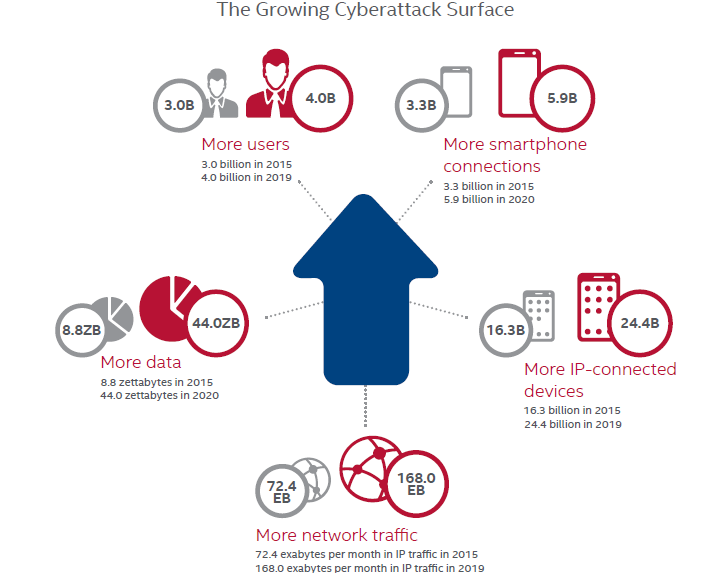 The Growing Cyberattack Surface
3.0B
4.0B
More users
3.0 billion in 2015
4.0 billion in 2019
3.3B
5.9B
More smartphone
connections
3.3 billion in 2015
5.9 billion in 2020
8.8ZB
44.0ZB
More data
8.8 zettabytes in 2015
44.0 zettabytes in 2020
16.3B
24.4B
More IP-connected
devices
16.3 billion in 2015
24.4 billion in 2019
72.4
EB
168.0
EB
More network traffic
72.4 exabytes per month in IP traffic in 2015
168.0 exabytes per month in IP traffic in 2019